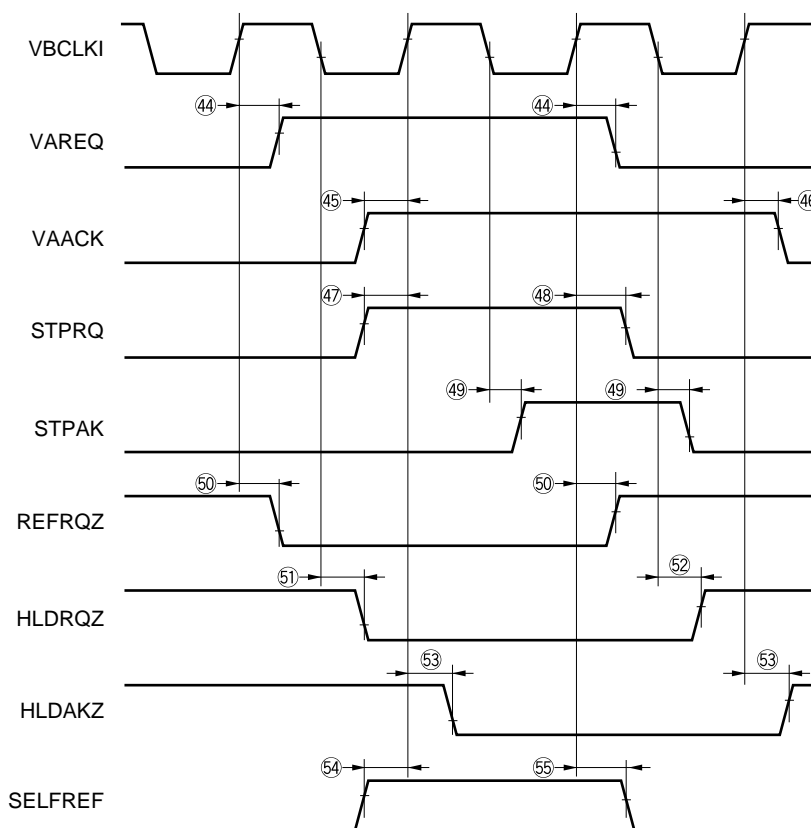 VBCLKI
㊹ ㊹
VAREQ
㊺ ㊻
VAACK
㊼ ㊽
STPRQ
㊾ ㊾
STPAK
㊿ ㊿
REFRQZ
51 52
HLDRQZ
53 53
HLDAKZ
54 55
SELFREF